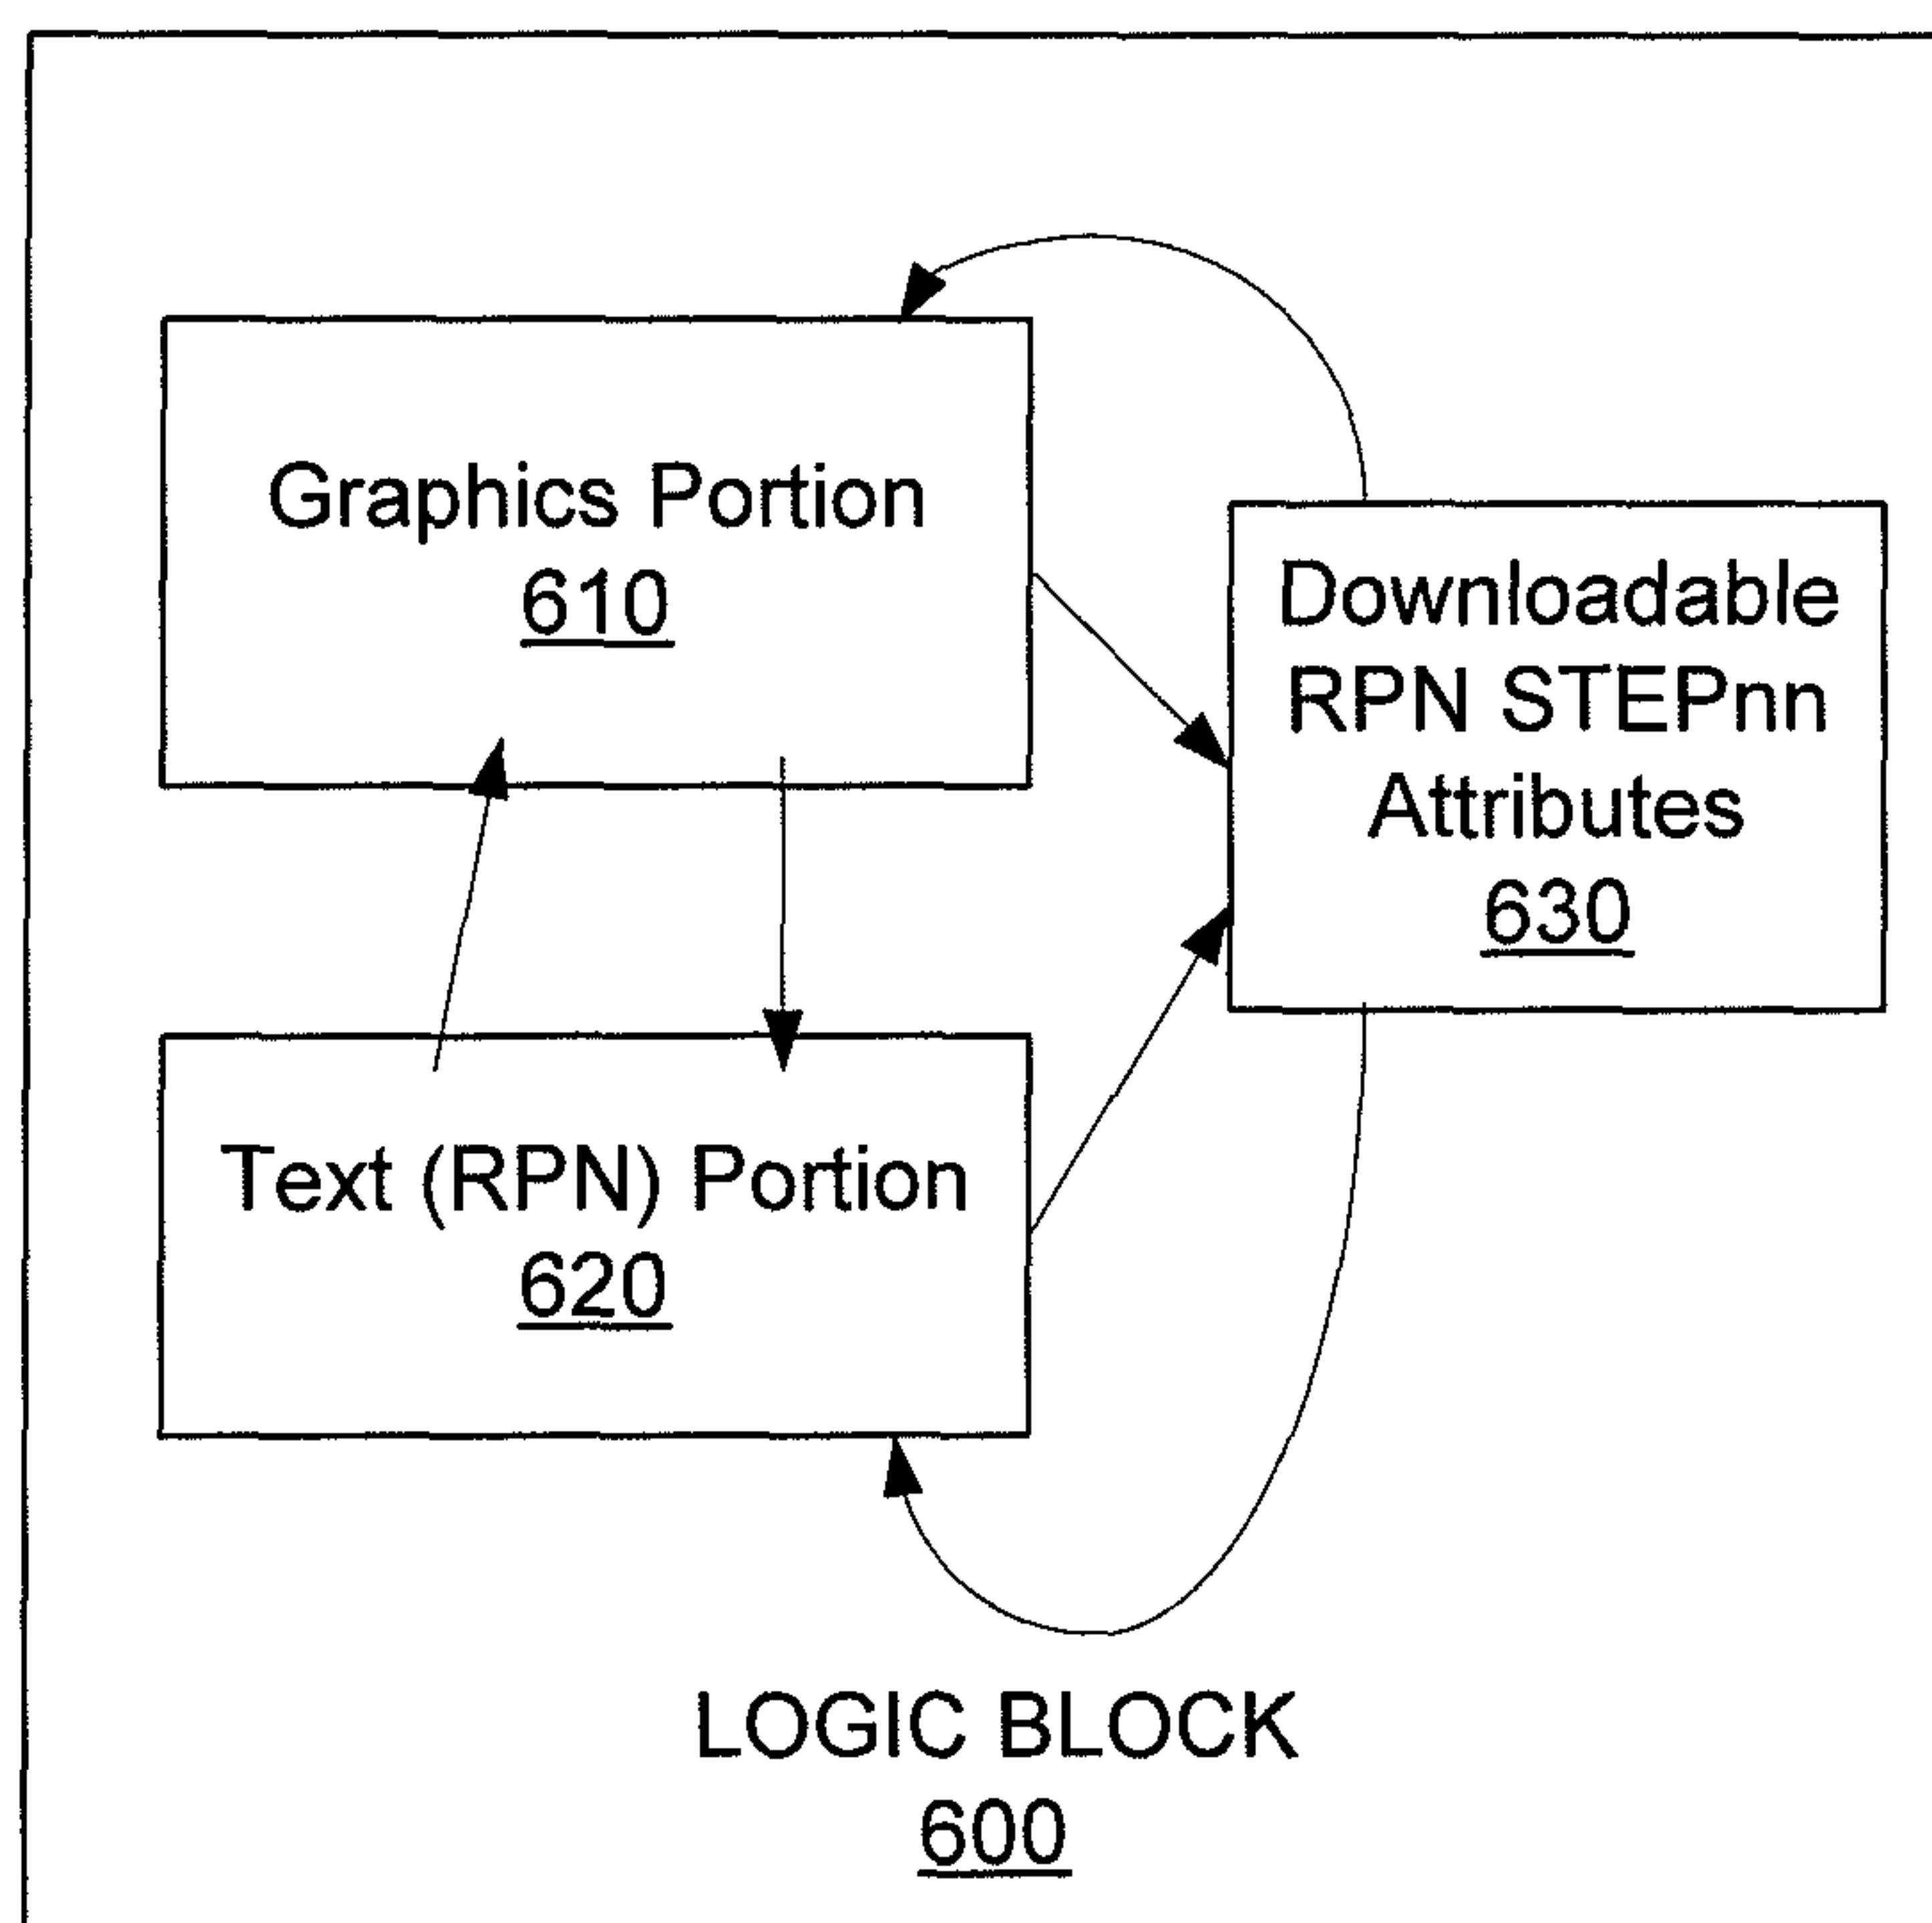 Graphics Portion
610
Downloadable
RPN STEPnn
Attributes
630
Text (RPN) Portion
620
LOGIC BLOCK
600